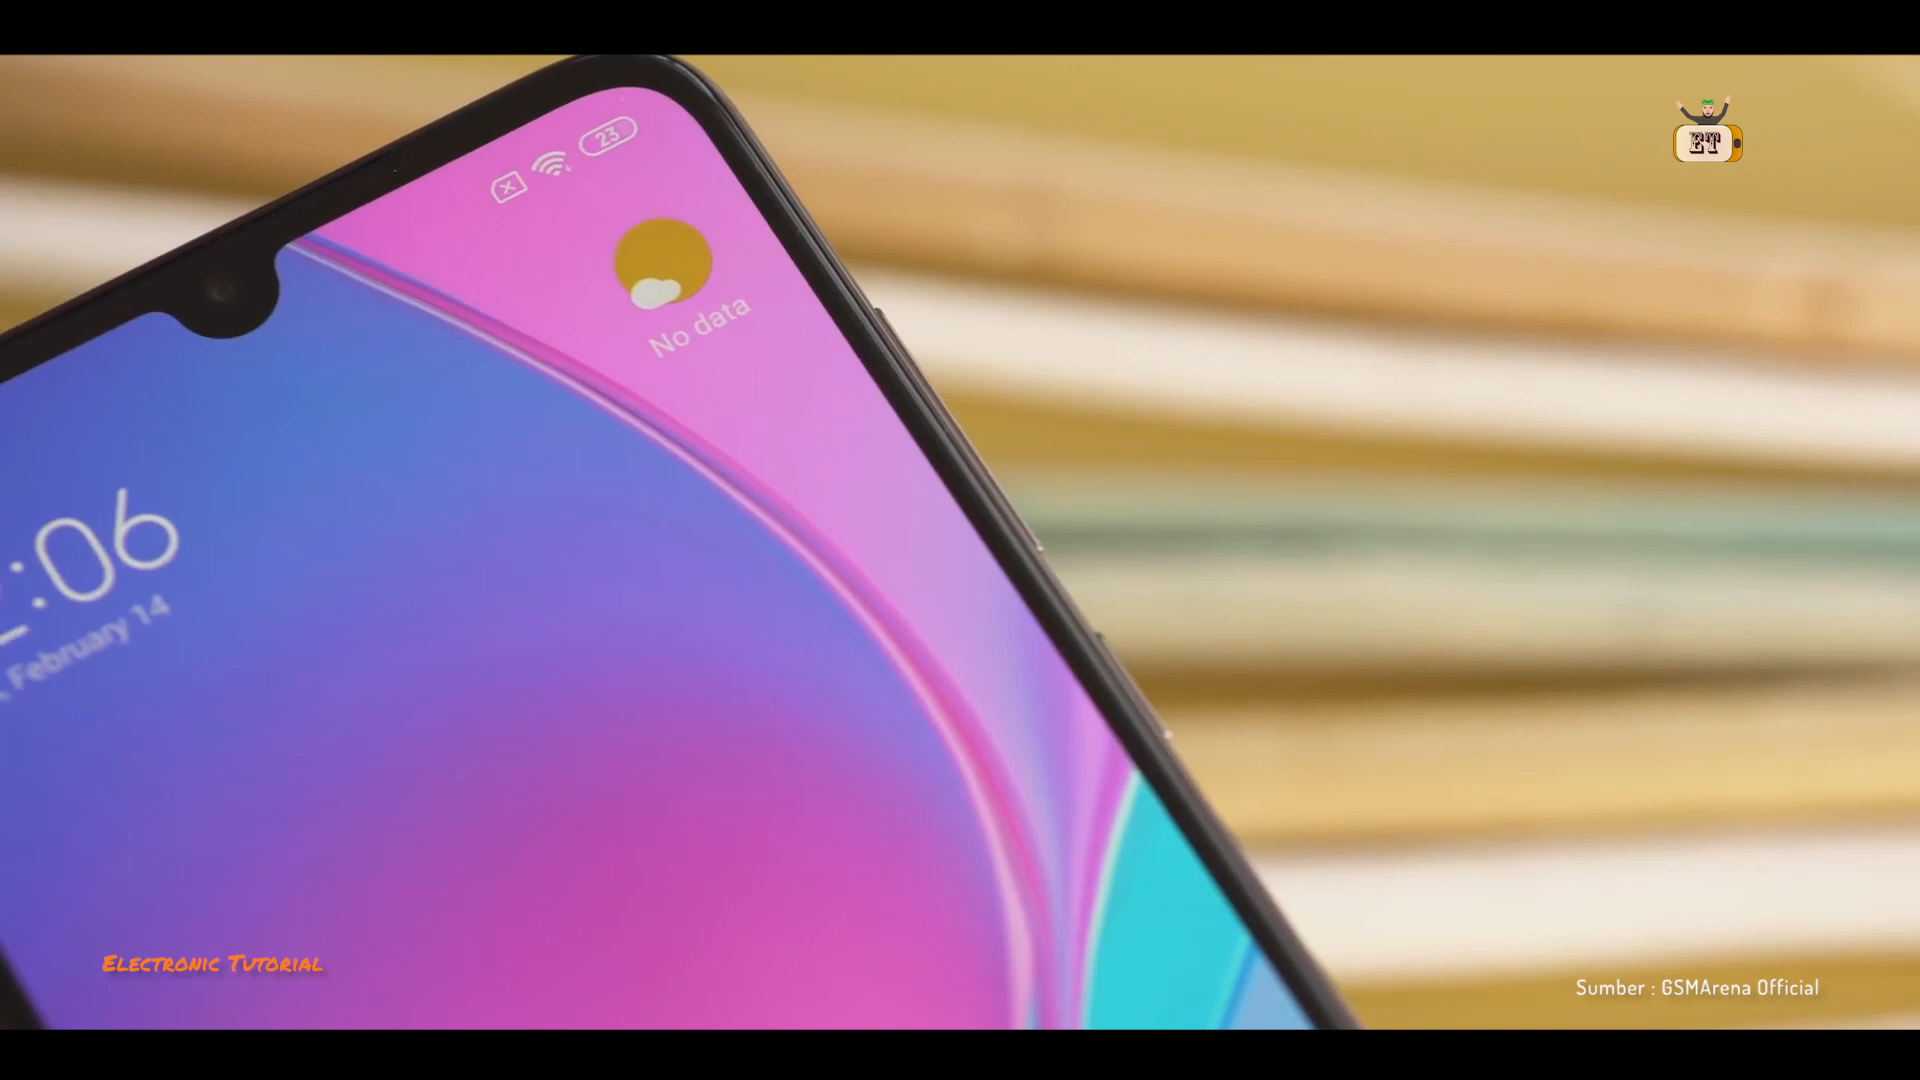 23
ET
No data
:06
, February 14
Electronic Tutorial
Sumber : GSMArena Official